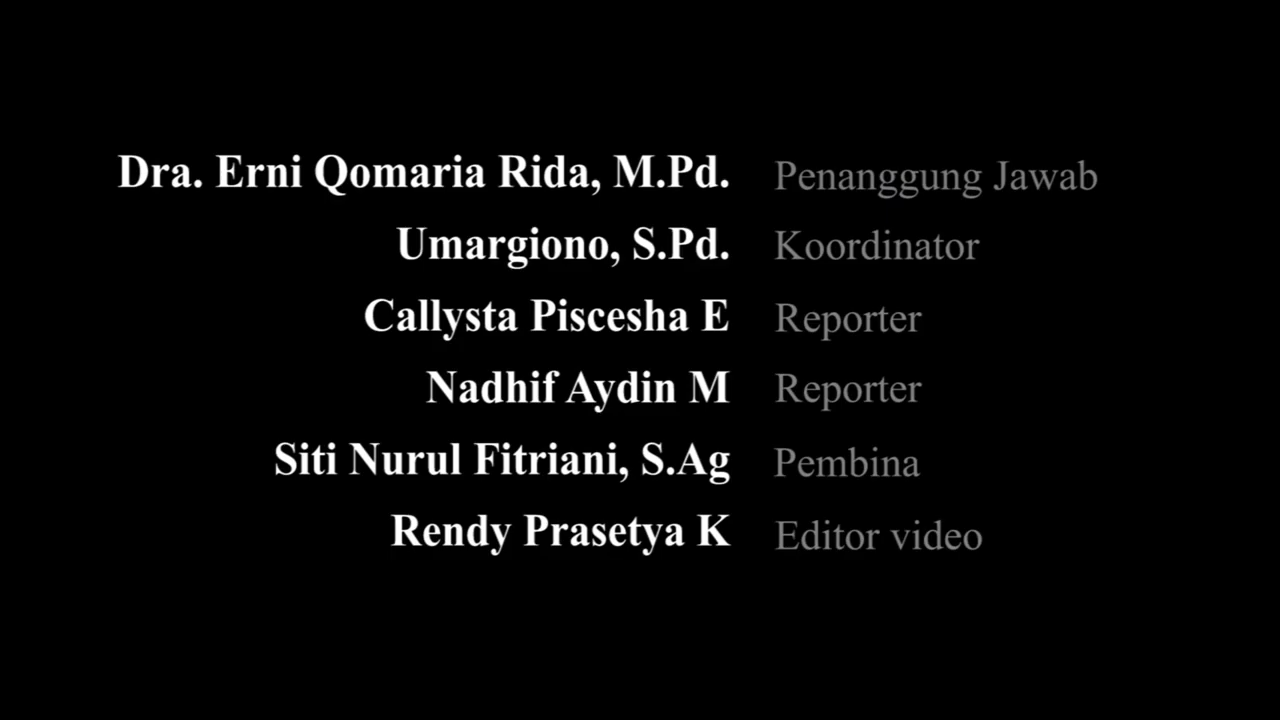 Dra. Erni Qomaria Rida, M.Pd. Penanggung Jawab
Umargiono, S.Pd. Koordinator
Callysta Piscesha E Reporter
Nadhif Aydin M Reporter
Siti Nurul Fitriani, S.Ag Pembina
Rendy Prasetya K Editor video